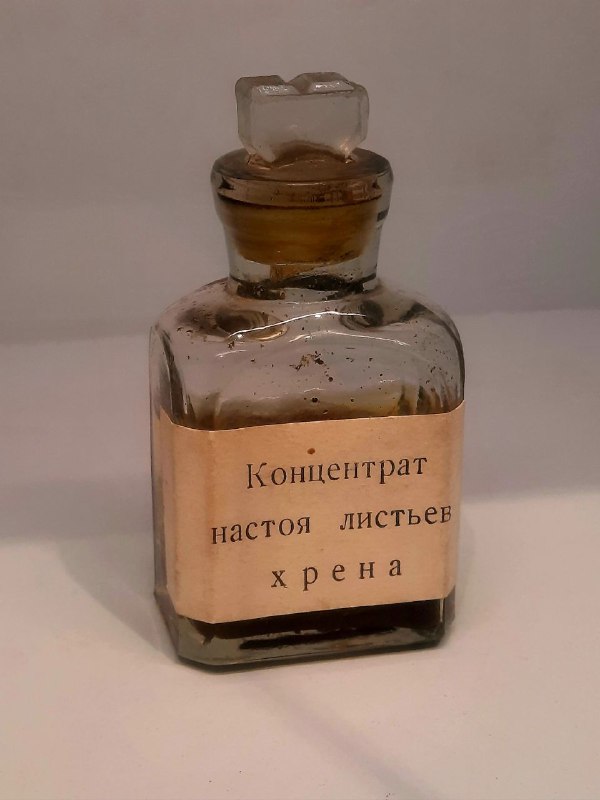 Концентрат
настоя листьев
хрена